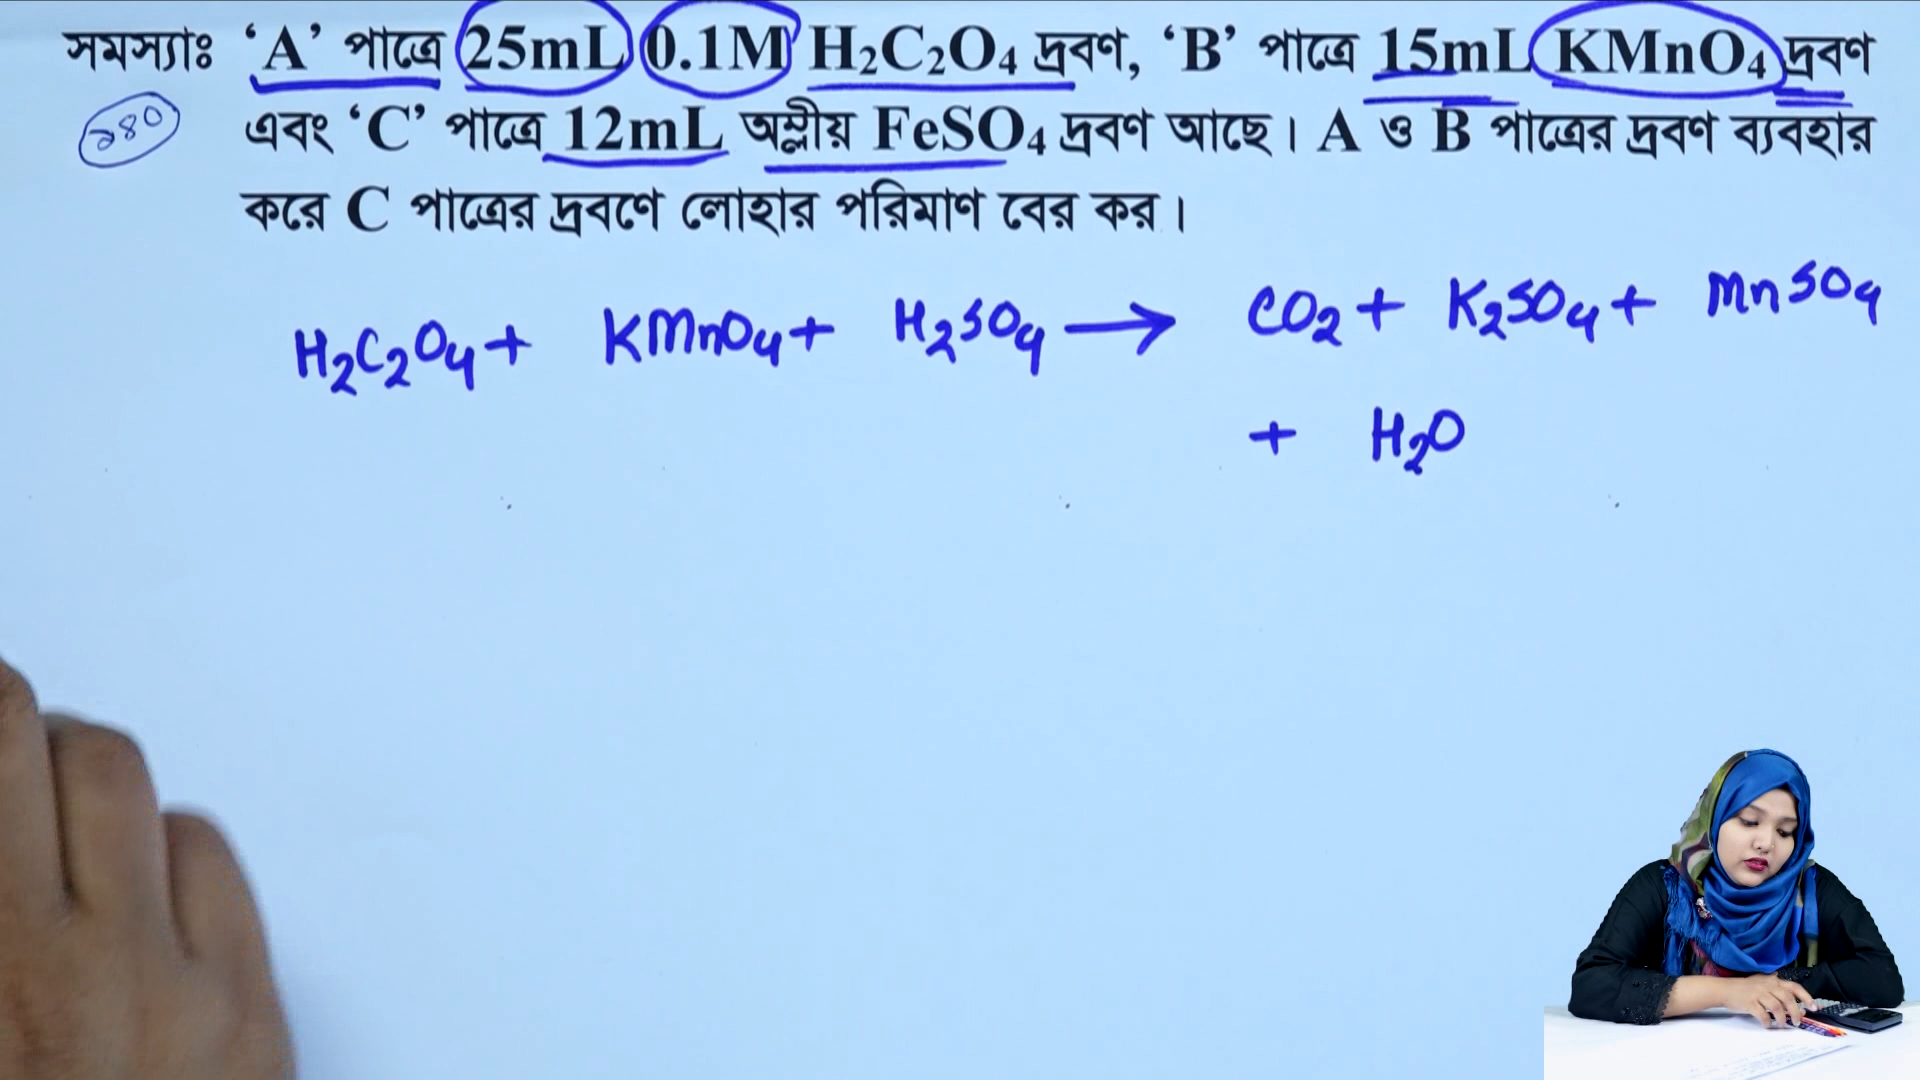 সমস্যাঃ ‘A’ পাত্রে 25mL 0.1M H₂C₂O₄ দ্রবণ, ‘B’ পাত্রে 15mL KMnO₄ দ্রবণ
এবং ‘C’ পাত্রে 12mL অম্লীয় FeSO₄ দ্রবণ আছে। A ও B পাত্রের দ্রবণ ব্যবহার
করে C পাত্রের দ্রবণে লোহার পরিমাণ বের কর।
২৪০
H₂C₂O₄ + KMnO₄ + H₂SO₄ → CO₂ + K₂SO₄ + MnSO₄
+ H₂O